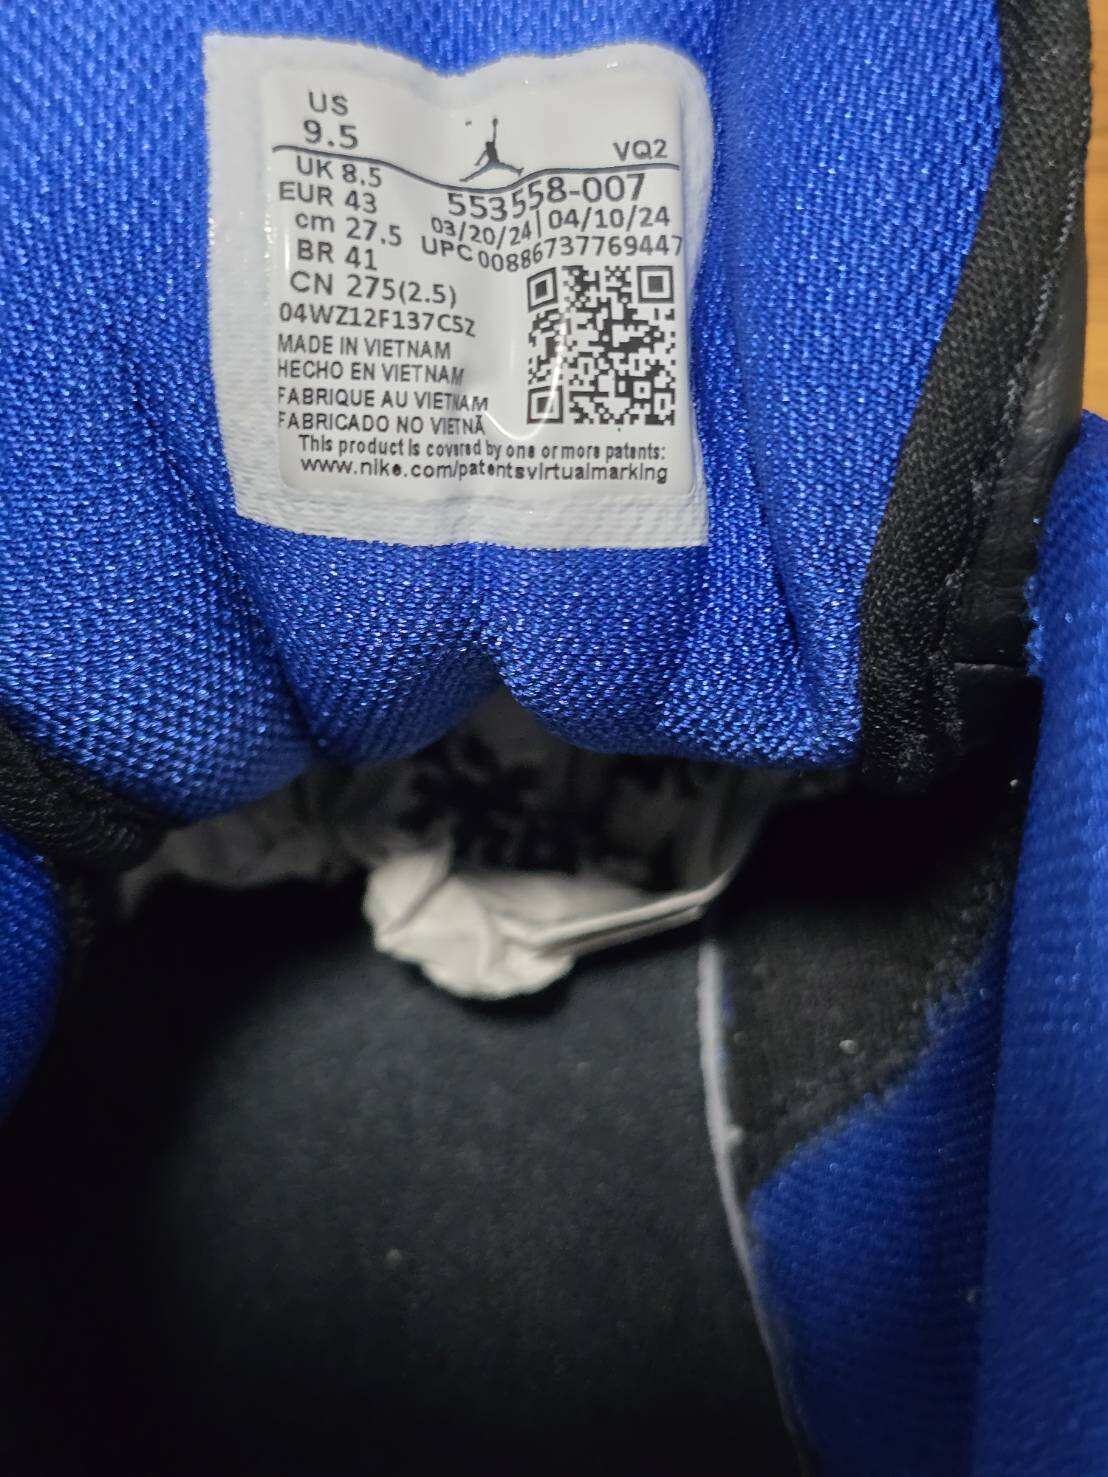 US
9.5
VQ2
UK 8.5
553558-007
EUR 43
03/20/24|04/10/24
cm 27.5
UPC 00886737769447
BR 41
CN 275(2.5)
04WZ12F137CSZ
MADE IN VIETNAM
HECHO EN VIETNAM
FABRIQUE AU VIETNAM
FABRICADO NO VIETNÃ
This product is covered by one or more patents:
www.nike.com/patentsvirtualmarking